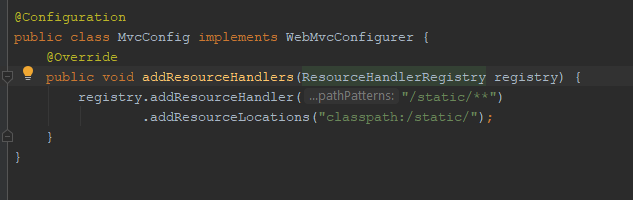 @Configuration
public class MvcConfig implements WebMvcConfigurer {
@Override
public void addResourceHandlers(ResourceHandlerRegistry registry) {
registry.addResourceHandler( ...pathPatterns: "/static/**")
.addResourceLocations("classpath:/static/");
}
}